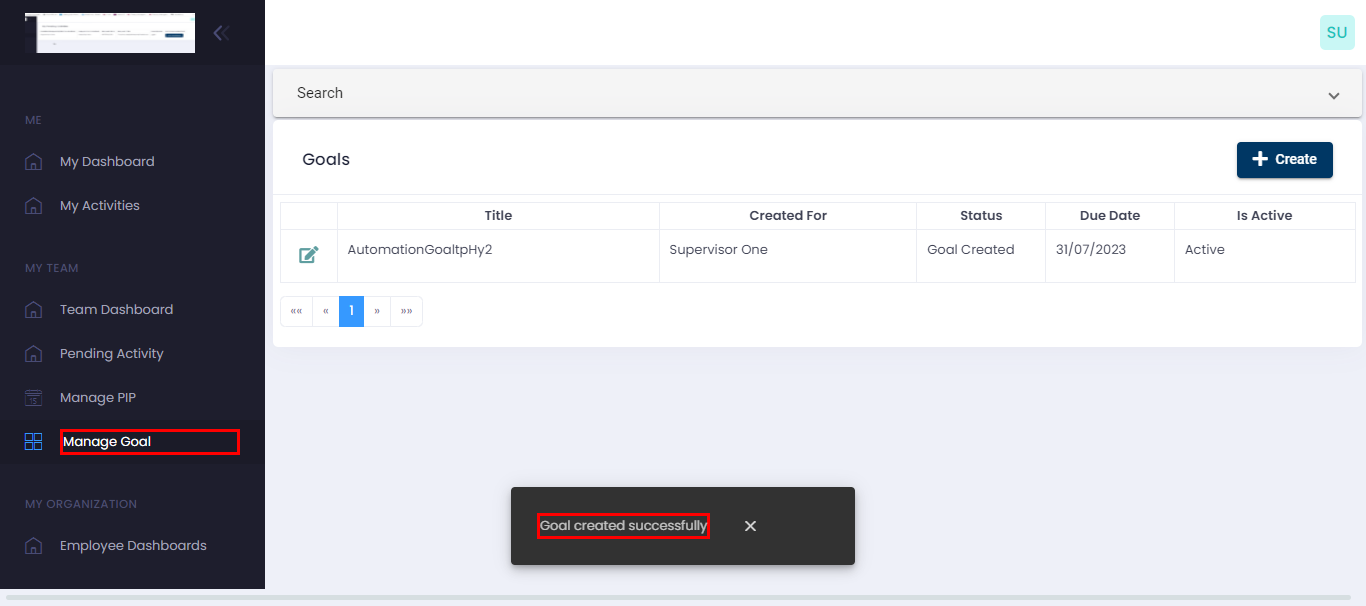 SU
ME
My Dashboard
My Activities
MY TEAM
Team Dashboard
Pending Activity
Manage PIP
Manage Goal
MY ORGANIZATION
Employee Dashboards
Search
Goals
Create
Title Created For Status Due Date Is Active
AutomationGoaltpHy2 Supervisor One Goal Created 31/07/2023 Active
«« « 1 » »»
Goal created successfully